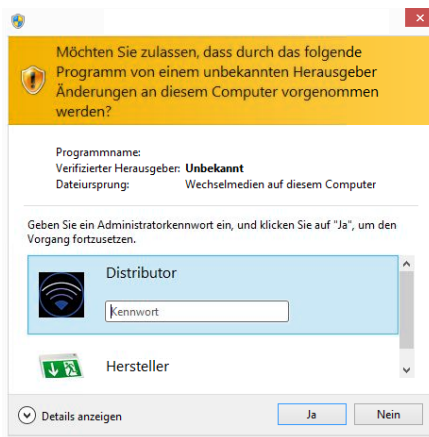 Möchten Sie zulassen, dass durch das folgende
Programm von einem unbekannten Herausgeber
Änderungen an diesem Computer vorgenommen
werden?
Programmname:
Verifizierter Herausgeber: Unbekannt
Dateiursprung: Wechselmedien auf diesem Computer
Geben Sie ein Administratorkennwort ein, und klicken Sie auf "Ja", um den
Vorgang fortzusetzen.
Distributor
Kennwort
Hersteller
Details anzeigen
Ja
Nein